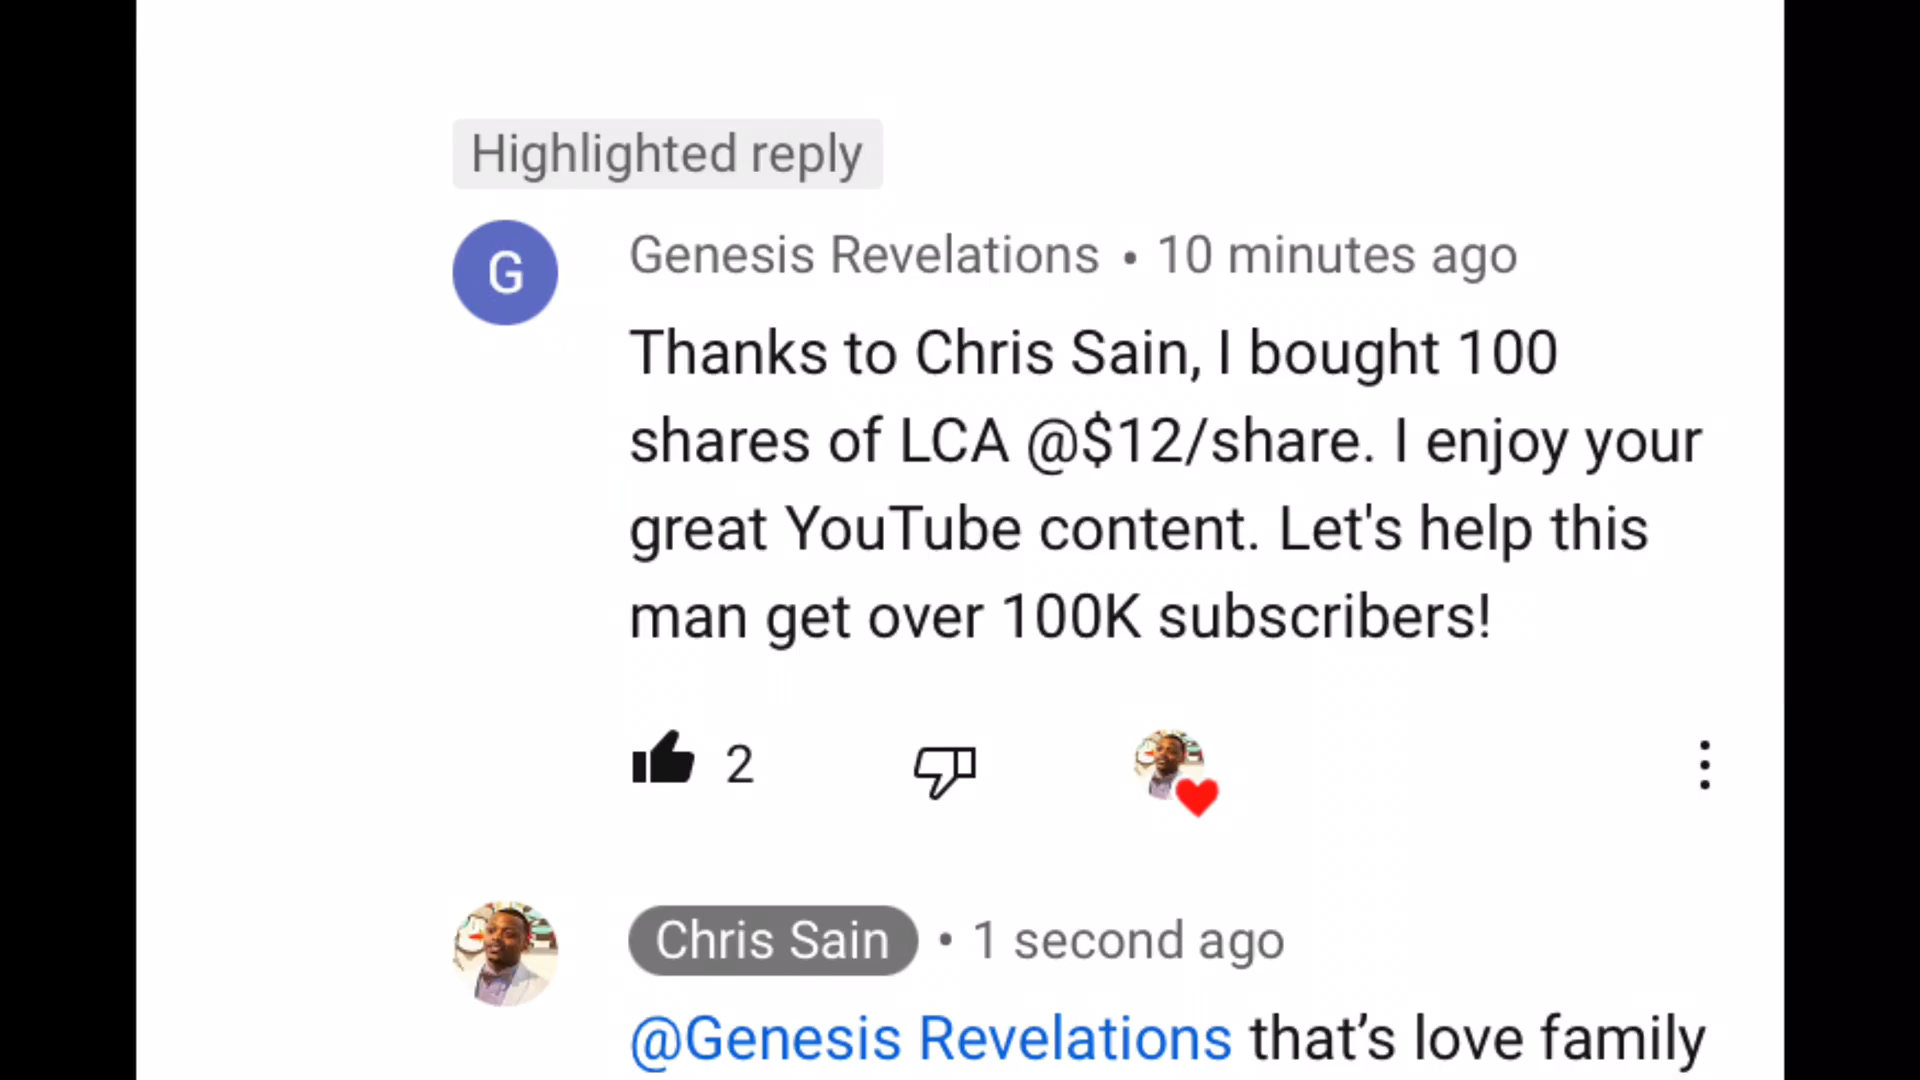 Highlighted reply
G
Genesis Revelations • 10 minutes ago
Thanks to Chris Sain, I bought 100
shares of LCA @$12/share. I enjoy your
great YouTube content. Let's help this
man get over 100K subscribers!
2
Chris Sain • 1 second ago
@Genesis Revelations that’s love family